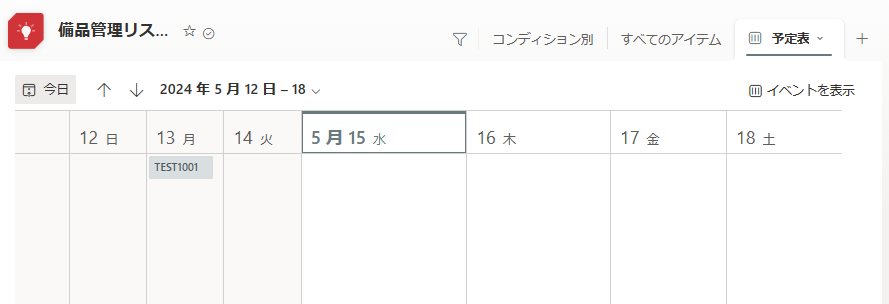 備品管理リス...
コンディション別
すべてのアイテム
予定表
今日
2024 年 5 月 12 日 – 18
イベントを表示
12 日
13 月
14 火
5 月 15 水
16 木
17 金
18 土
TEST1001